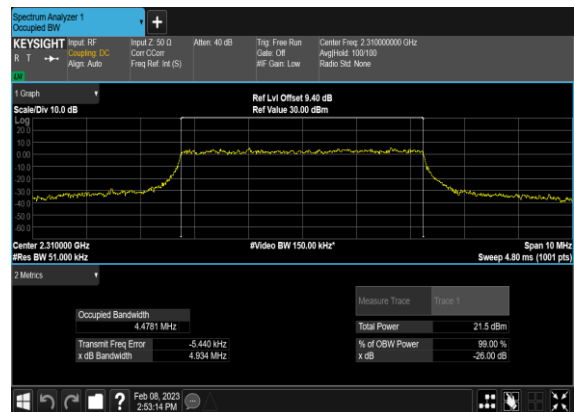 Spectrum Analyzer 1
Occupied BW
+
KEYSIGHT Input: RF Input Z: 50 Ω Atten: 40 dB Trig: Free Run Center Freq: 2.310000000 GHz
R T Coupling: DC Corr CCorr Gate: Off Avg|Hold: 100/100
Align: Auto Freq Ref: Int (S) #IF Gain: Low Radio Std: None
1 Graph
Ref Lvl Offset 9.40 dB
Scale/Div 10.0 dB Ref Value 30.00 dBm
Log
20.0
10.0
0.00
-10.0
-20.0
-30.0
-40.0
-50.0
-60.0
Center 2.310000 GHz #Video BW 150.00 kHz* Span 10 MHz
#Res BW 51.000 kHz Sweep 4.80 ms (1001 pts)
2 Metrics
Measure Trace Trace 1
Occupied Bandwidth
4.4781 MHz Total Power 21.5 dBm
Transmit Freq Error -5.440 kHz % of OBW Power 99.00 %
x dB Bandwidth 4.934 MHz x dB -26.00 dB
? Feb 08, 2023
2:53:14 PM